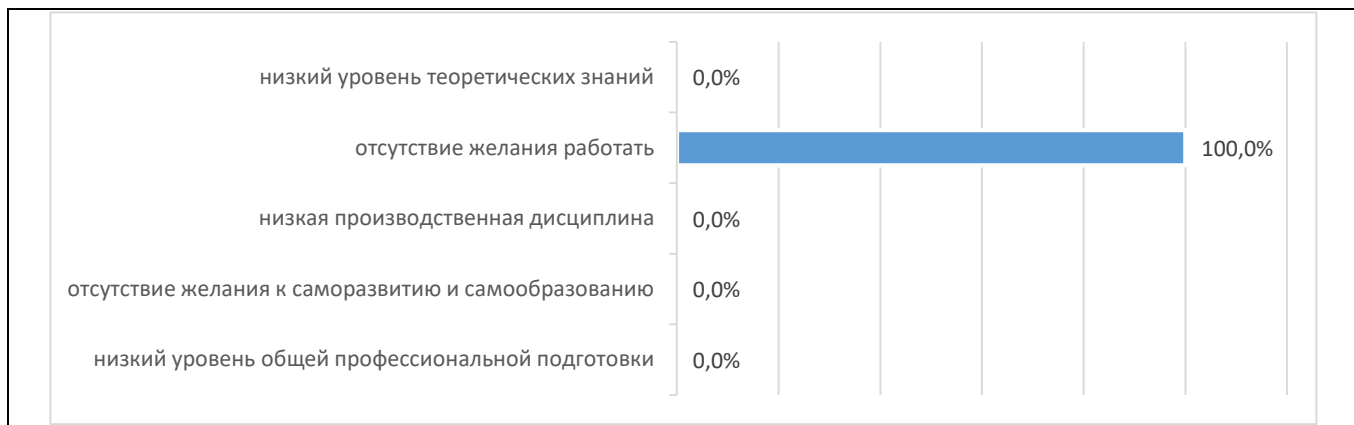 низкий уровень теоретических знаний 0,0%
отсутствие желания работать 100,0%
низкая производственная дисциплина 0,0%
отсутствие желания к саморазвитию и самообразованию 0,0%
низкий уровень общей профессиональной подготовки 0,0%